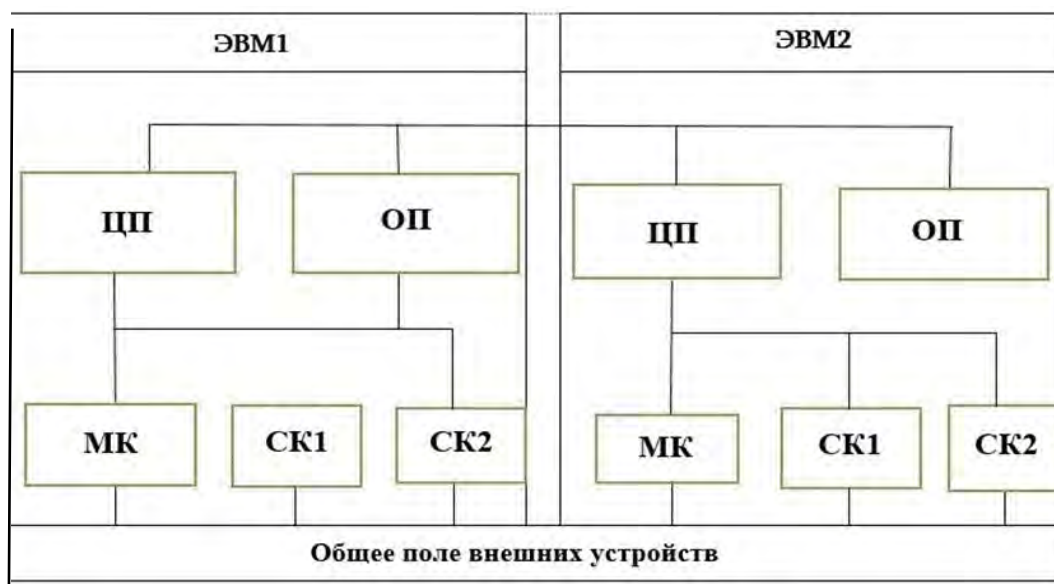 ЭВМ1
ЭВМ2
ЦП
ОП
ЦП
ОП
МК
СК1
СК2
МК
СК1
СК2
Общее поле внешних устройств